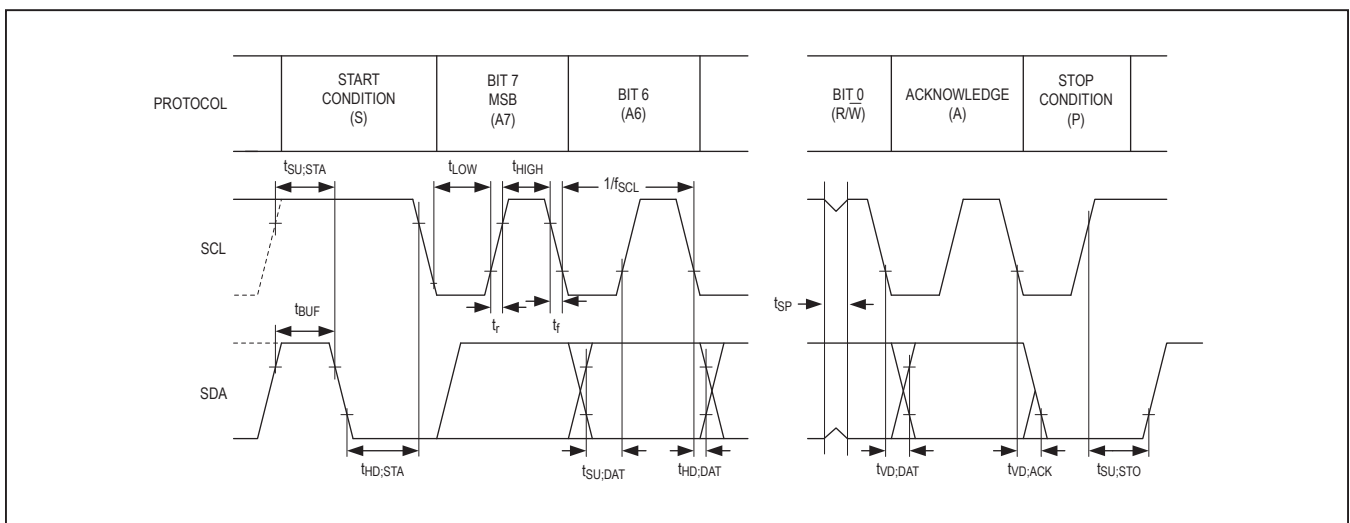 PROTOCOL
START
CONDITION
(S)
BIT 7
MSB
(A7)
BIT 6
(A6)
BIT 0
(R/W̅)
ACKNOWLEDGE
(A)
STOP
CONDITION
(P)
tSU;STA
tLOW
tHIGH
1/fSCL
SCL
tBUF
tr
tf
tSP
SDA
tHD;STA
tSU;DAT
tHD;DAT
tVD;DAT
tVD;ACK
tSU;STO